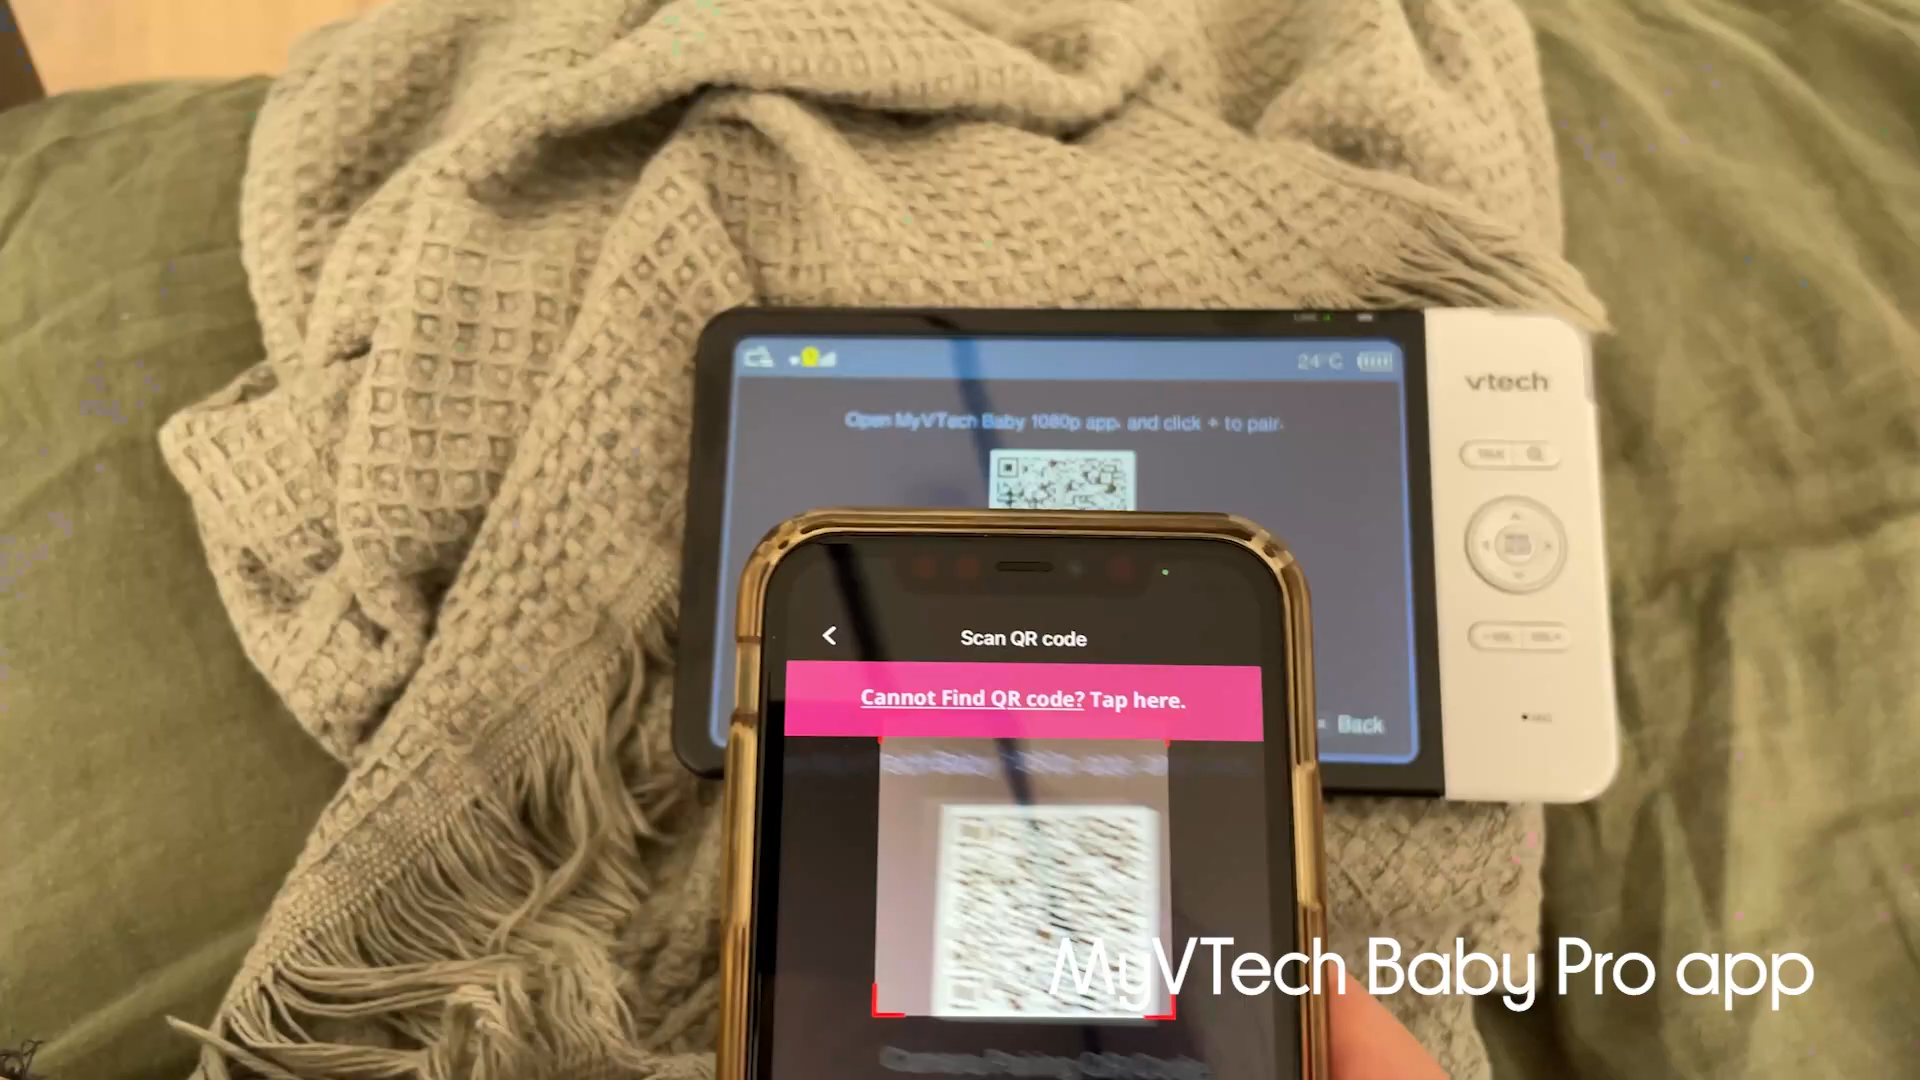 24°C
vtech
Open MyVTech Baby 1080p app. and click + to pair.
Scan QR code
Cannot Find QR code? Tap here.
Back
MyVTech Baby Pro app